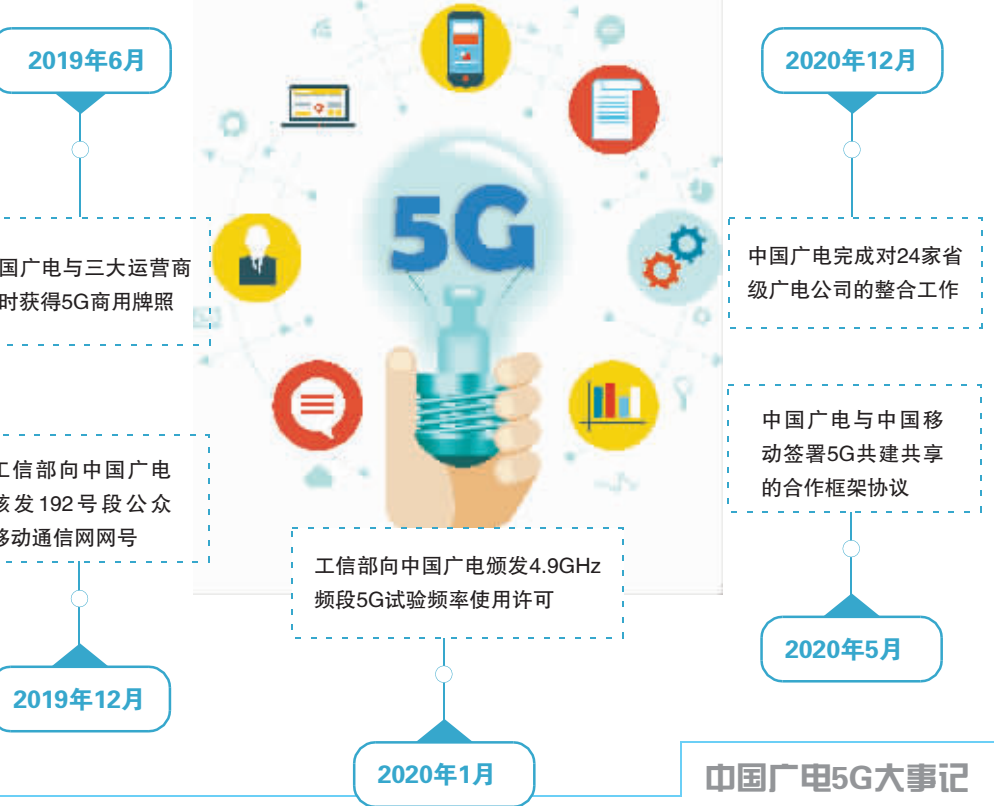 2019年6月
国广电与三大运营商
时获得5G商用牌照
工信部向中国广电
核发192号段公众
移动通信网网号
2019年12月
5G
工信部向中国广电颁发4.9GHz
频段5G试验频率使用许可
2020年1月
中国广电与中国移
动签署5G共建共享
的合作框架协议
2020年5月
2020年12月
中国广电完成对24家省
级广电公司的整合工作
中国广电5G大事记